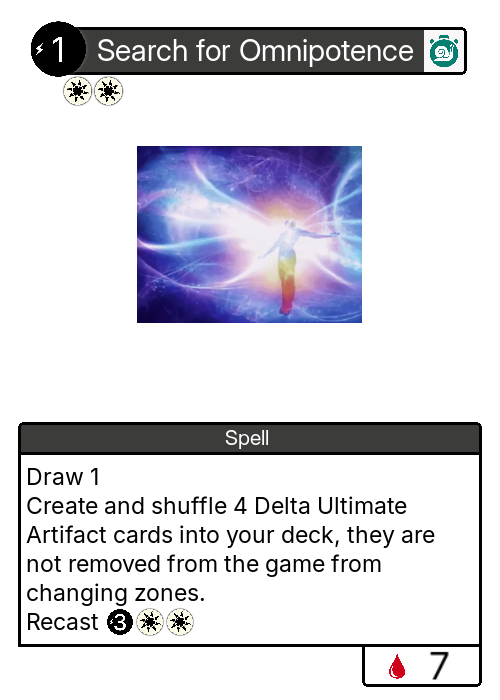 1 Search for Omnipotence
Spell
Draw 1
Create and shuffle 4 Delta Ultimate
Artifact cards into your deck, they are
not removed from the game from
changing zones.
Recast 3
7